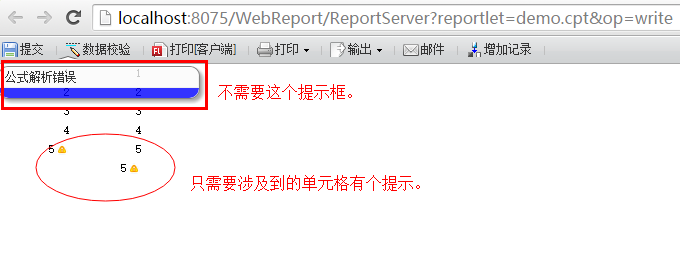 localhost:8075/WebReport/ReportServer?reportlet=demo.cpt&op=write
提交 数据校验 打印[客户端] 打印 输出 邮件 增加记录
公式解析错误 1
不需要这个提示框。
2 2
3 3
4 4
5 5
5
只需要涉及到的单元格有个提示。